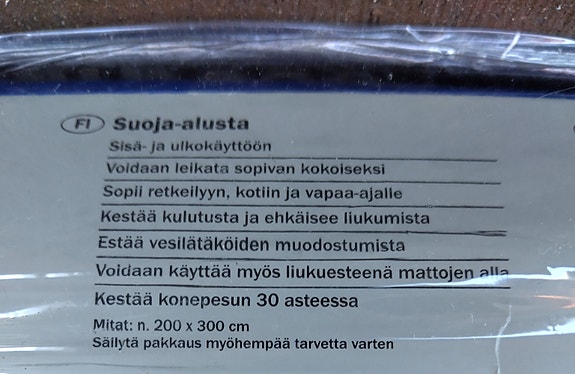 FI Suoja-alusta
Sisä- ja ulkokäyttöön
Voidaan leikata sopivan kokoiseksi
Sopii retkeilyyn, kotiin ja vapaa-ajalle
Kestää kulutusta ja ehkäisee liukumista
Estää vesilätäköiden muodostumista
Voidaan käyttää myös liukuesteenä mattojen alla
Kestää konepesun 30 asteessa
Mitat: n. 200 x 300 cm
Säilytä pakkaus myöhempää tarvetta varten